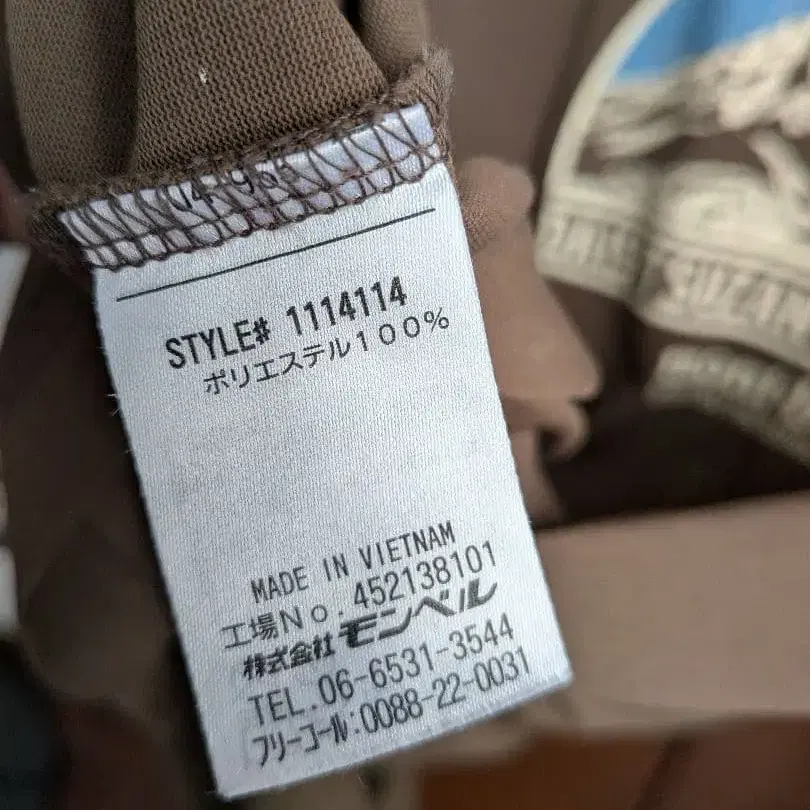 STYLE# 1114114
ポリエステル１００％
MADE IN VIETNAM
工場Ｎｏ.452138101
株式会社モンベル
TEL.06-6531-3544
フリーコール:0088-22-0031